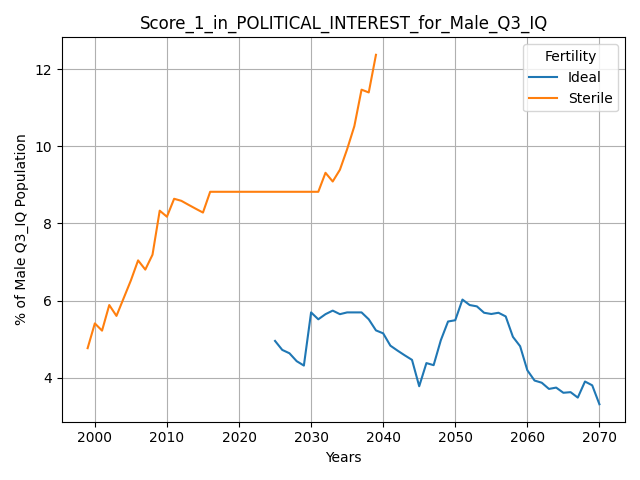 Score_1_in_POLITICAL_INTEREST_for_Male_Q3_IQ
% of Male Q3_IQ Population
12
10
8
6
4
Fertility
Ideal
Sterile
2000 2010 2020 2030 2040 2050 2060 2070
Years